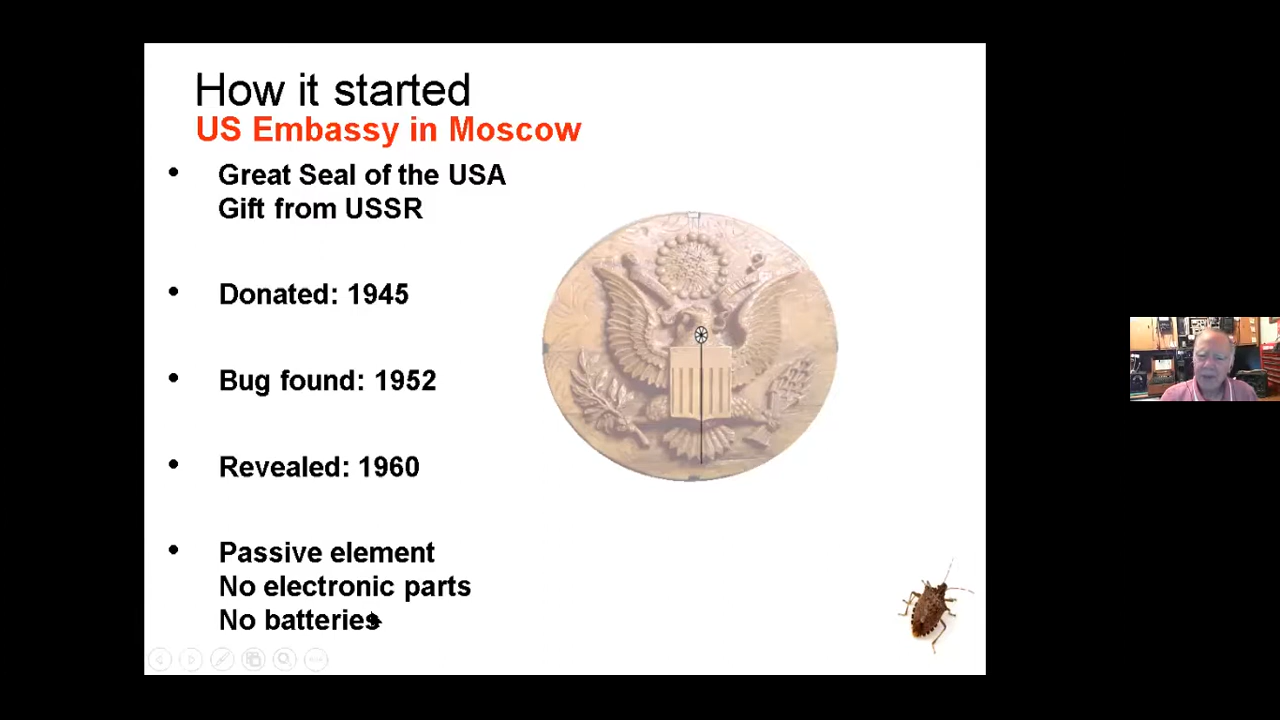 How it started
US Embassy in Moscow
• Great Seal of the USA
Gift from USSR
• Donated: 1945
• Bug found: 1952
• Revealed: 1960
• Passive element
No electronic parts
No batteries